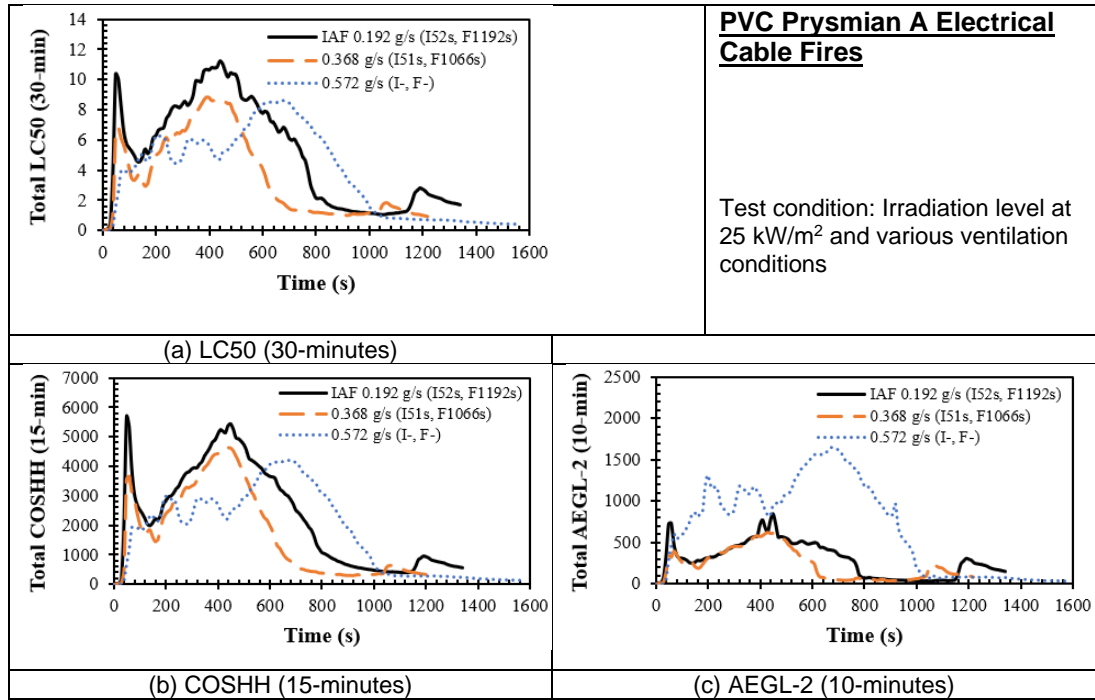 14
12
10
8
6
4
2
0
Total LC50 (30-min)
IAF 0.192 g/s (I52s, F1192s)
0.368 g/s (I51s, F1066s)
0.572 g/s (I-, F-)
0 200 400 600 800 1000 1200 1400 1600
Time (s)
PVC Prysmian A Electrical
Cable Fires
Test condition: Irradiation level at
25 kW/m² and various ventilation
conditions
(a) LC50 (30-minutes)
7000
6000
5000
4000
3000
2000
1000
0
Total COSHH (15-min)
IAF 0.192 g/s (I52s, F1192s)
0.368 g/s (I51s, F1066s)
0.572 g/s (I-, F-)
0 200 400 600 800 1000 1200 1400 1600
Time (s)
2500
2000
1500
1000
500
0
Total AEGL-2 (10-min)
IAF 0.192 g/s (I52s, F1192s)
0.368 g/s (I51s, F1066s)
0.572 g/s (I-, F-)
0 200 400 600 800 1000 1200 1400 1600
Time (s)
(b) COSHH (15-minutes)
(c) AEGL-2 (10-minutes)